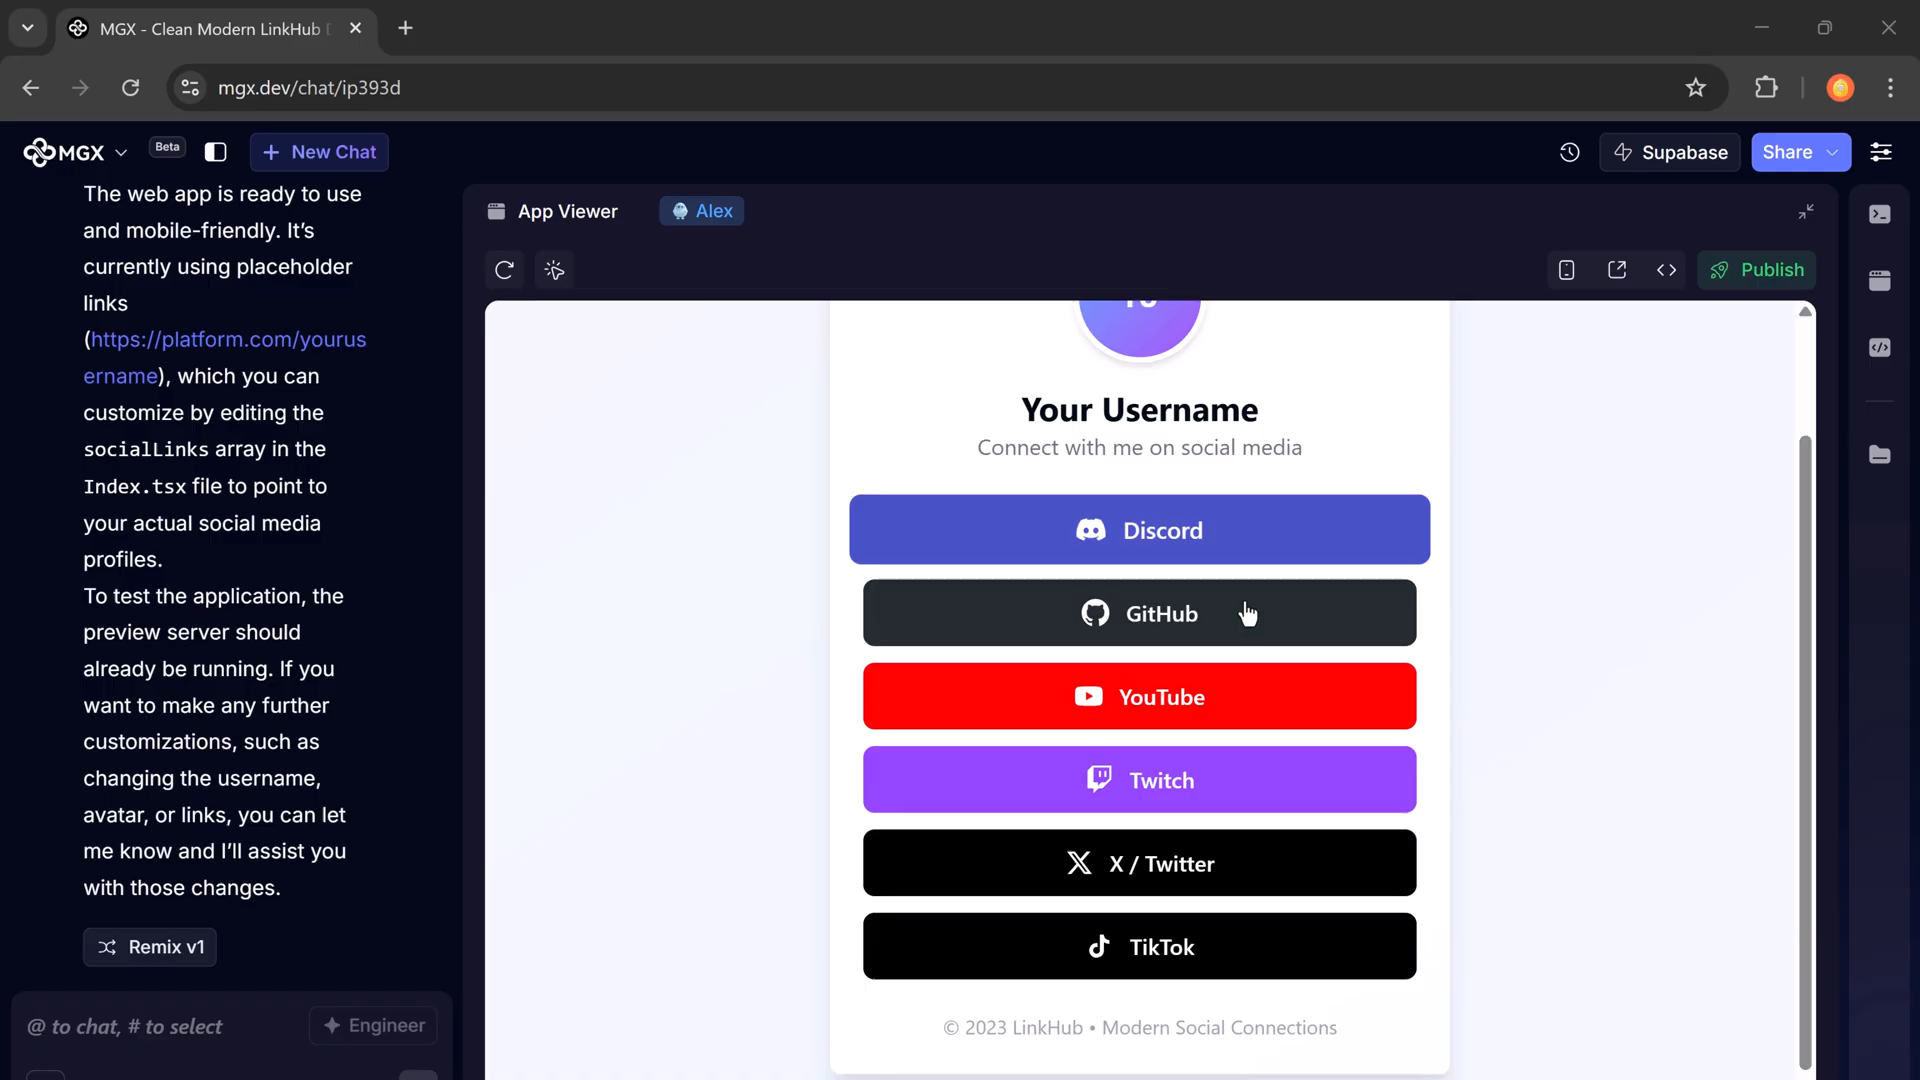 MGX - Clean Modern LinkHub
mgx.dev/chat/ip393d
MGX
Beta
New Chat
Supabase
Share
The web app is ready to use
and mobile-friendly. It’s
currently using placeholder
links
(https://platform.com/yourus
ername), which you can
customize by editing the
socialLinks array in the
Index.tsx file to point to
your actual social media
profiles.
To test the application, the
preview server should
already be running. If you
want to make any further
customizations, such as
changing the username,
avatar, or links, you can let
me know and I’ll assist you
with those changes.
Remix v1
@ to chat, # to select
Engineer
App Viewer
Alex
Publish
Your Username
Connect with me on social media
Discord
GitHub
YouTube
Twitch
X / Twitter
TikTok
© 2023 LinkHub • Modern Social Connections